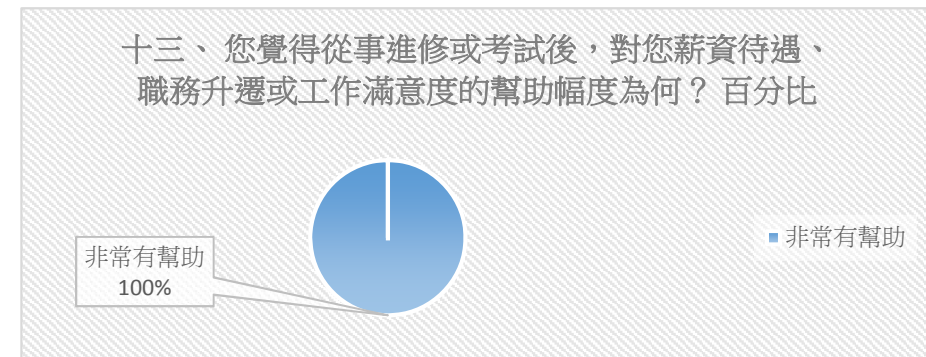 十三、 您覺得從事進修或考試後，對您薪資待遇、
職務升遷或工作滿意度的幫助幅度為何？ 百分比
非常有幫助
100%
非常有幫助